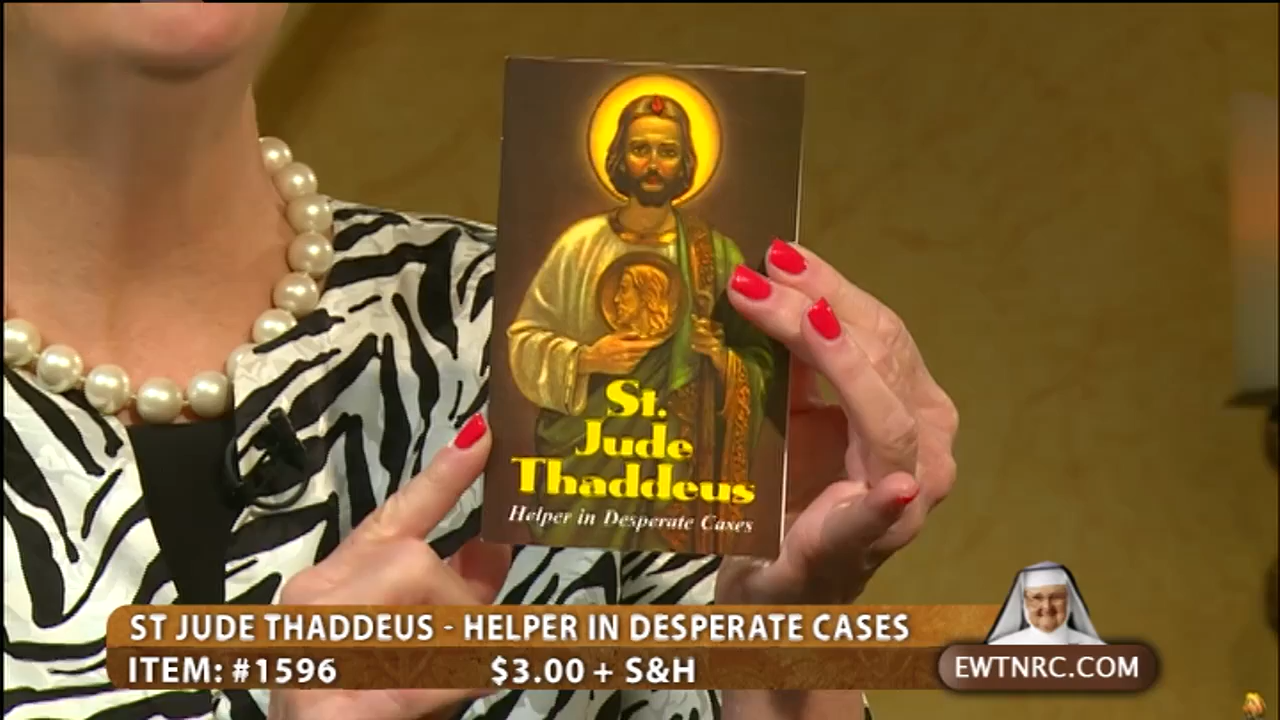 St.
Jude
Thaddeus
Helper in Desperate Cases
ST JUDE THADDEUS - HELPER IN DESPERATE CASES
ITEM: #1596 $3.00 + S&H
EWTNRC.COM